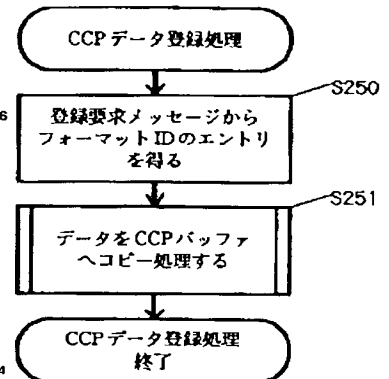 CCPデータ登録処理
S250
6
登録要求メッセージから
フォーマットIDのエントリ
を得る
S251
データをCCPバッファ
へコピー処理する
CCPデータ登録処理
終了
4